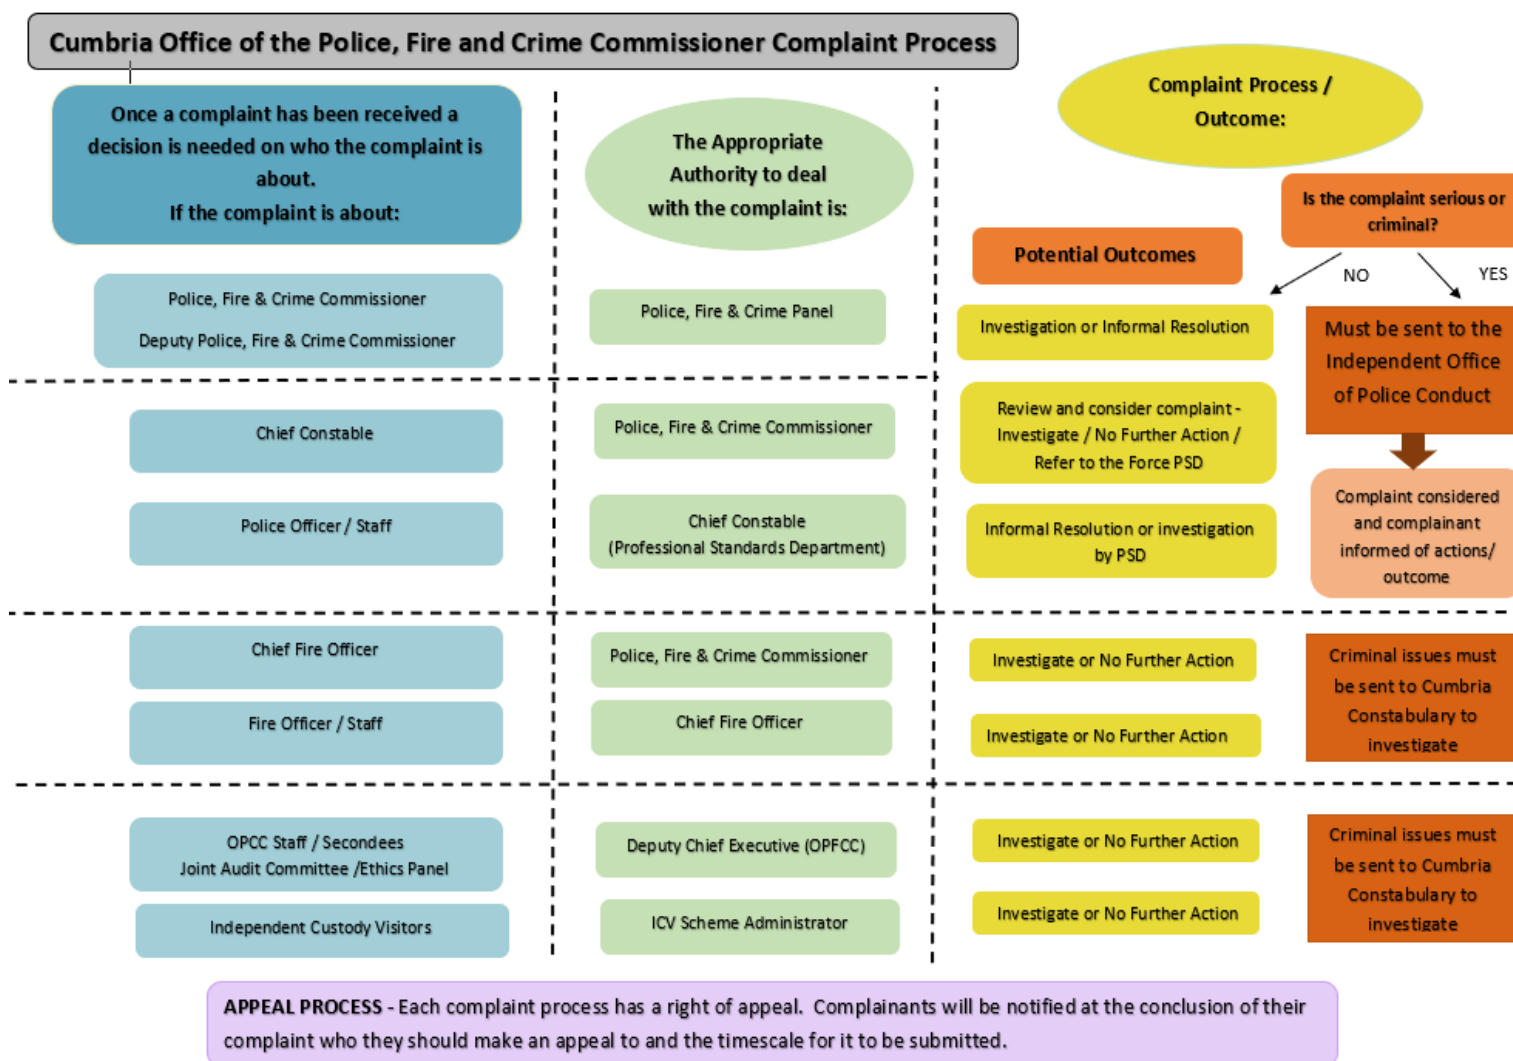 Cumbria Office of the Police, Fire and Crime Commissioner Complaint Process
Once a complaint has been received a
decision is needed on who the complaint is
about.
If the complaint is about:
The Appropriate
Authority to deal
with the complaint is:
Complaint Process /
Outcome:
Is the complaint serious or
criminal?
Potential Outcomes
NO
YES
Police, Fire & Crime Commissioner
Deputy Police, Fire & Crime Commissioner
Police, Fire & Crime Panel
Investigation or Informal Resolution
Must be sent to the
Independent Office
of Police Conduct
Chief Constable
Police, Fire & Crime Commissioner
Review and consider complaint -
Investigate / No Further Action /
Refer to the Force PSD
Police Officer / Staff
Chief Constable
(Professional Standards Department)
Informal Resolution or investigation
by PSD
Complaint considered
and complainant
informed of actions/
outcome
Chief Fire Officer
Police, Fire & Crime Commissioner
Investigate or No Further Action
Criminal issues must
be sent to Cumbria
Constabulary to
investigate
Fire Officer / Staff
Chief Fire Officer
Investigate or No Further Action
OPCC Staff / Secondees
Joint Audit Committee /Ethics Panel
Deputy Chief Executive (OPFCC)
Investigate or No Further Action
Criminal issues must
be sent to Cumbria
Constabulary to
investigate
Independent Custody Visitors
ICV Scheme Administrator
Investigate or No Further Action
APPEAL PROCESS - Each complaint process has a right of appeal. Complainants will be notified at the conclusion of their
complaint who they should make an appeal to and the timescale for it to be submitted.